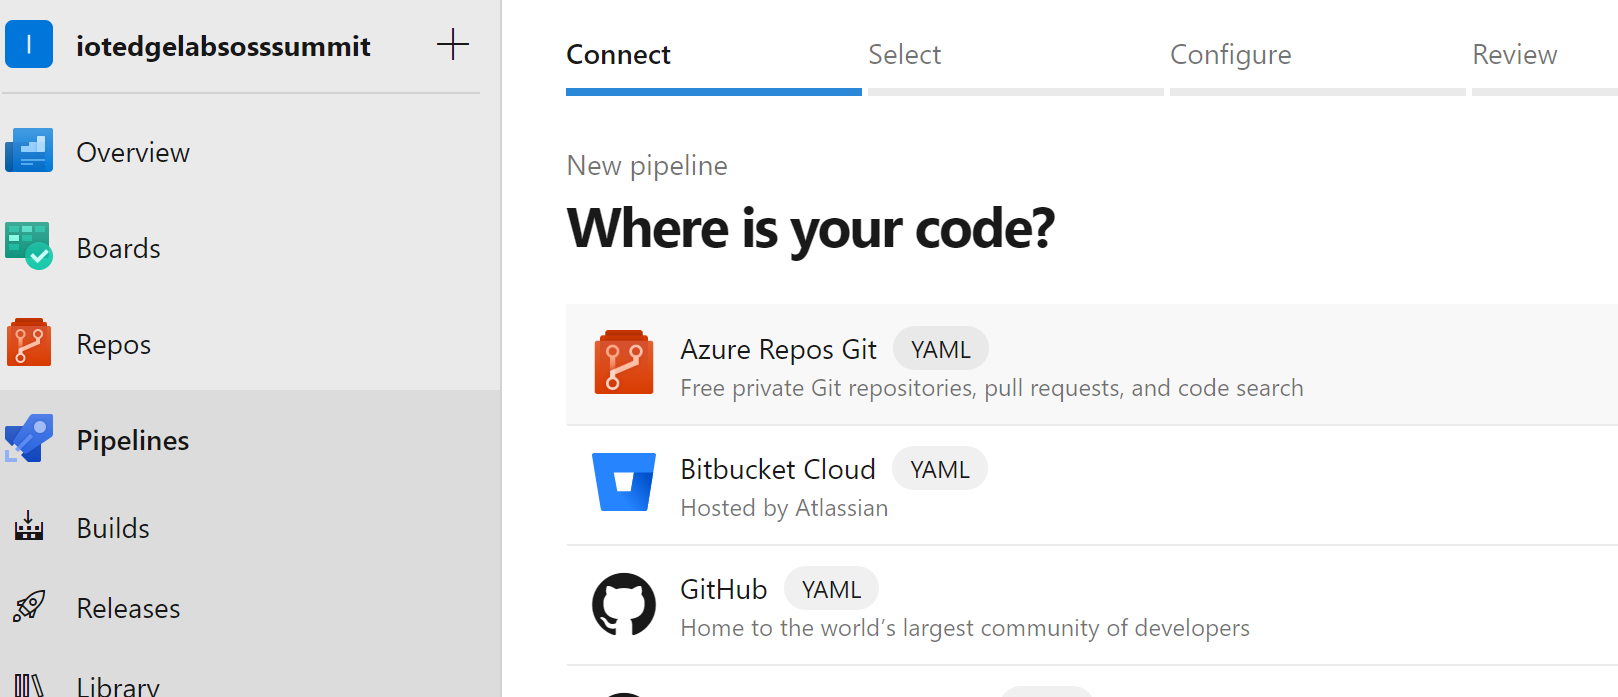 I
iotedgelabsosssummit
Overview
Boards
Repos
Pipelines
Builds
Releases
Library
Connect
Select
Configure
Review
New pipeline
Where is your code?
Azure Repos Git YAML
Free private Git repositories, pull requests, and code search
Bitbucket Cloud YAML
Hosted by Atlassian
GitHub YAML
Home to the world’s largest community of developers